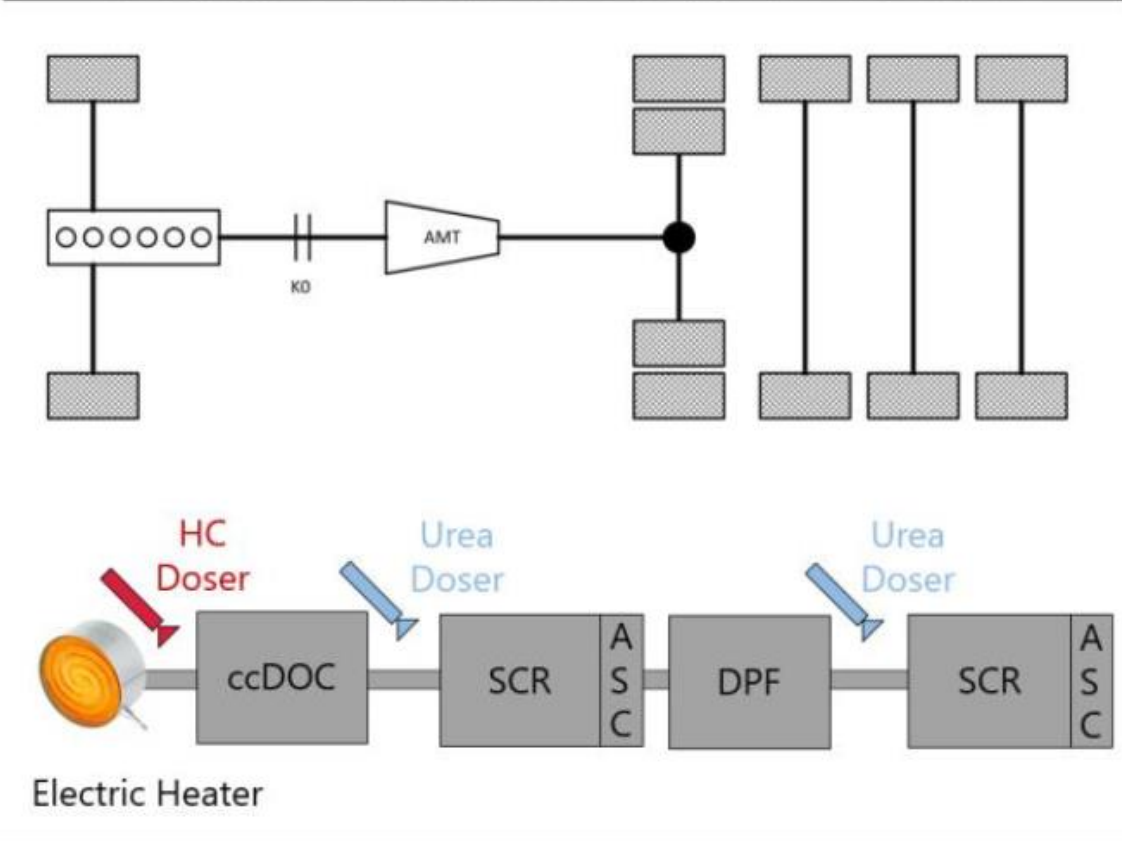 AMT
K0
HC
Doser
Urea
Doser
Urea
Doser
ccDOC
SCR
A
S
C
DPF
SCR
A
S
C
Electric Heater